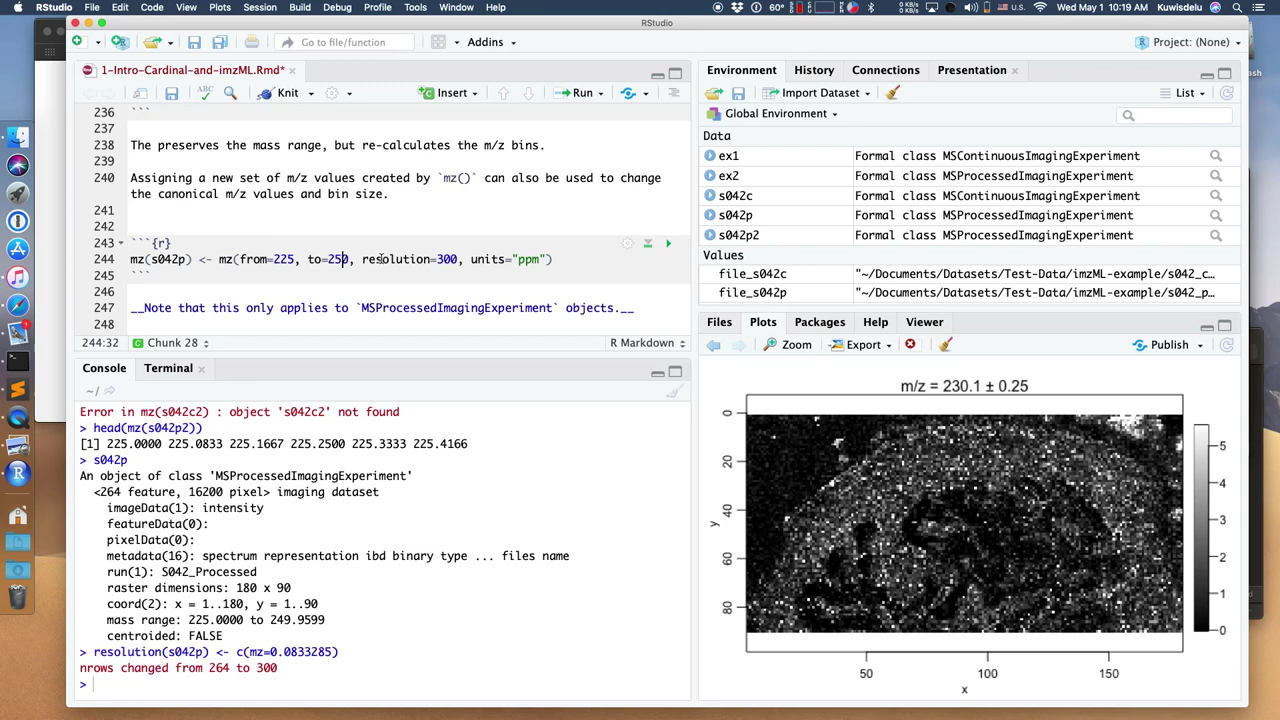 RStudio File Edit Code View Plots Session Build Debug Profile Tools Window Help
60° U.S. Wed May 1 10:19 AM Kuwisdelu
RStudio
Go to file/function
Addins
Project: (None)
1-Intro-Cardinal-and-imzML.Rmd*
ABC
Knit
Insert
Run
236 ```
237
238 The preserves the mass range, but re-calculates the m/z bins.
239
240 Assigning a new set of m/z values created by `mz()` can also be used to change
the canonical m/z values and bin size.
241
242
243 ```{r}
244 mz(s042p) <- mz(from=225, to=250, resolution=300, units="ppm")
245 ```
246
247 __Note that this only applies to `MSProcessedImagingExperiment` objects.__
248
244:32 Chunk 28 R Markdown
Console Terminal
~/
Error in mz(s042c2) : object 's042c2' not found
> head(mz(s042p2))
[1] 225.0000 225.0833 225.1667 225.2500 225.3333 225.4166
> s042p
An object of class 'MSProcessedImagingExperiment'
<264 feature, 16200 pixel> imaging dataset
imageData(1): intensity
featureData(0):
pixelData(0):
metadata(16): spectrum representation ibd binary type ... files name
run(1): S042_Processed
raster dimensions: 180 x 90
coord(2): x = 1..180, y = 1..90
mass range: 225.0000 to 249.9599
centroided: FALSE
> resolution(s042p) <- c(mz=0.0833285)
nrows changed from 264 to 300
>
Environment History Connections Presentation
Import Dataset
List
Global Environment
Data
ex1 Formal class MSContinuousImagingExperiment
ex2 Formal class MSProcessedImagingExperiment
s042c Formal class MSContinuousImagingExperiment
s042p Formal class MSProcessedImagingExperiment
s042p2 Formal class MSProcessedImagingExperiment
Values
file_s042c "~/Documents/Datasets/Test-Data/imzML-example/s042_c…
file_s042p "~/Documents/Datasets/Test-Data/imzML-example/s042_p…
Files Plots Packages Help Viewer
Zoom
Export
Publish
m/z = 230.1 ± 0.25
0
20
40
60
80
y
50 100 150
x
5
4
3
2
1
0